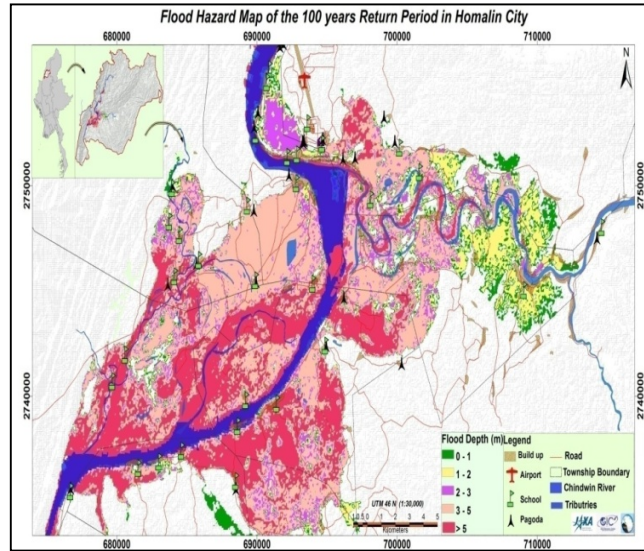 Flood Hazard Map of the 100 years Return Period in Homalin City
680000 690000 700000 710000
N
2750000 2750000
2740000 2740000
Flood Depth (m)
0 - 1
1 - 2
2 - 3
3 - 5
> 5
Legend
Build up
Airport
School
Pagoda
Road
Township Boundary
Chindwin River
Tributries
UTM 46 N (1:30,000)
Kilometers
680000 690000 700000 710000